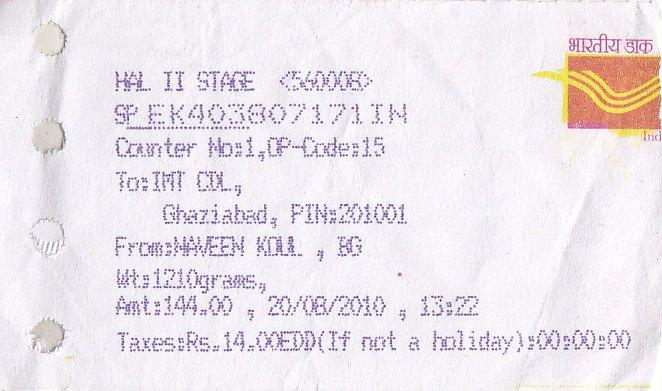 भारतीय डाक
HAL II STAGE <560008>
SP EK403807171IN
Counter No:1,OP-Code:15
To:IMT CDL,
Ghaziabad, PIN:201001
From:NAVEEN KOUL , BG
Wt:1210grams,
Amt:144.00 , 20/08/2010 , 13:22
Taxes:Rs.14.00EDD(If not a holiday):00:00:00